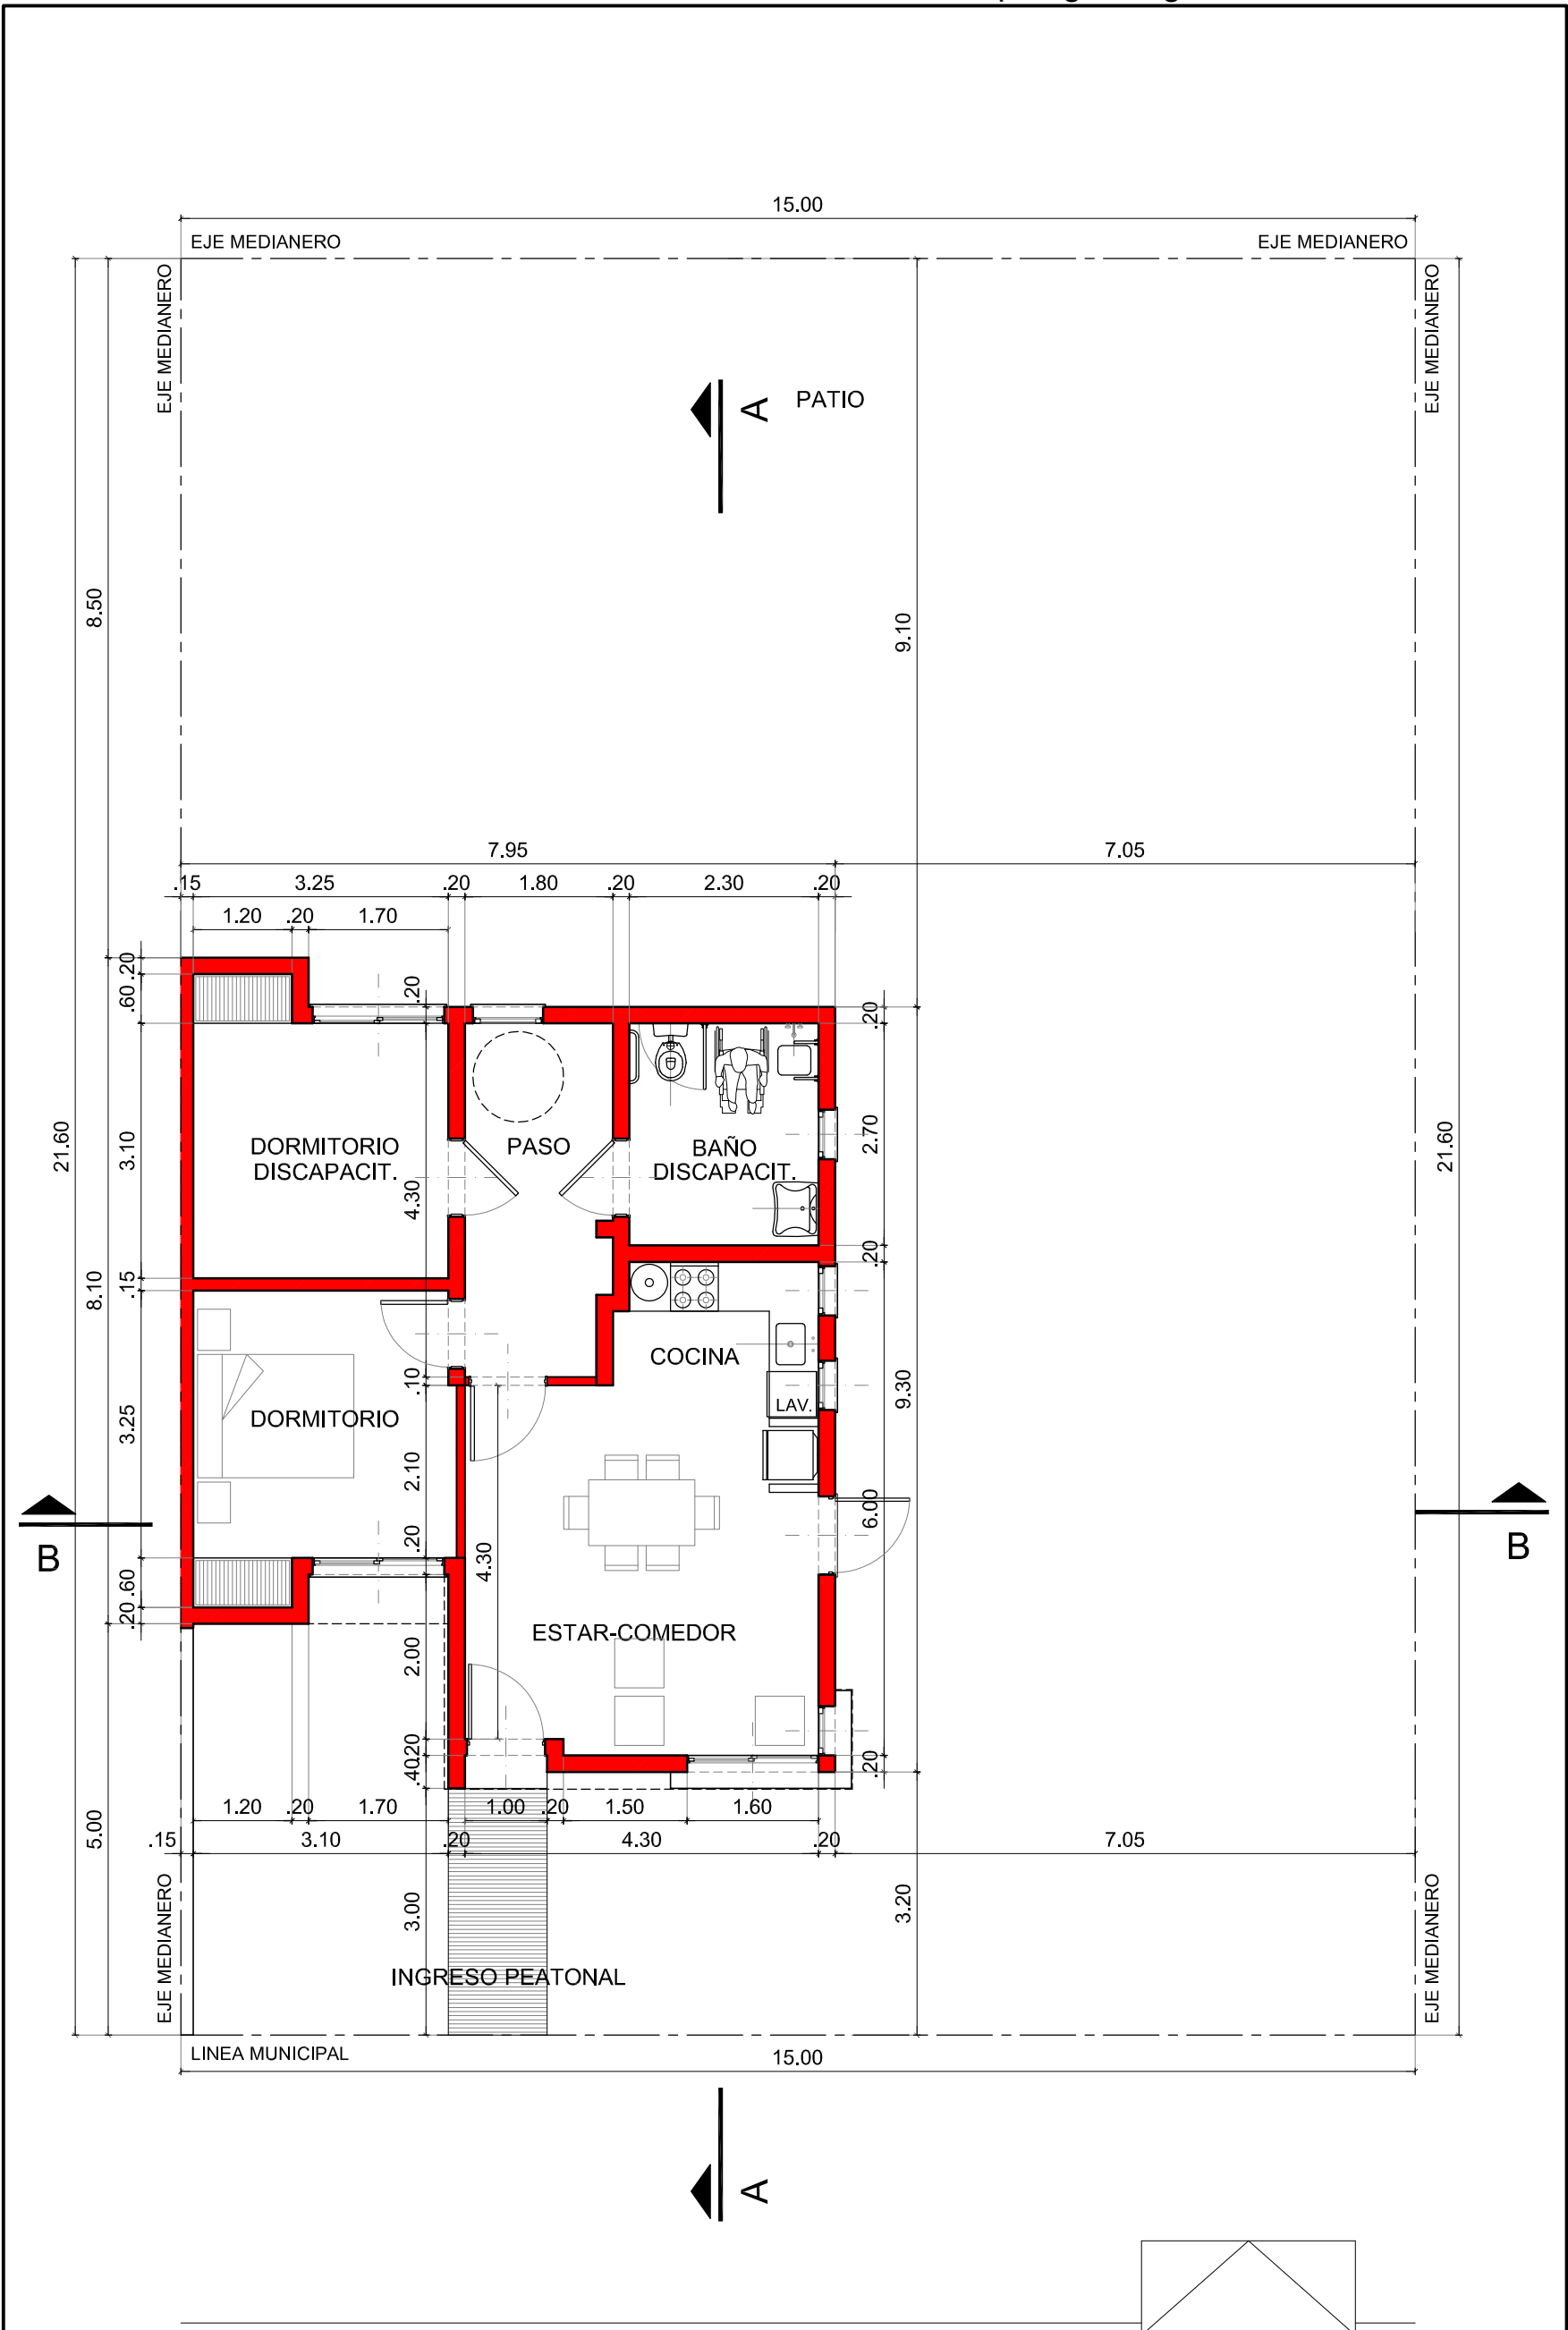 15.00
EJE MEDIANERO
EJE MEDIANERO
EJE MEDIANERO
EJE MEDIANERO
A
PATIO
8.50
9.10
7.95
7.05
.15
3.25
.20
1.80
.20
2.30
.20
1.20
.20
1.70
.20
.60
.20
.20
21.60
3.10
DORMITORIO
DISCAPACIT.
PASO
BAÑO
DISCAPACIT.
2.70
21.60
4.30
.20
8.10
.15
COCINA
.10
9.30
LAV.
DORMITORIO
3.25
2.10
6.00
B
.20
4.30
B
.60
.20
ESTAR-COMEDOR
2.00
.20
.40
.20
1.20
.20
1.70
1.00
.20
1.50
1.60
5.00
.15
3.10
.20
4.30
.20
7.05
3.00
3.20
EJE MEDIANERO
EJE MEDIANERO
INGRESO PEATONAL
LINEA MUNICIPAL
15.00
A